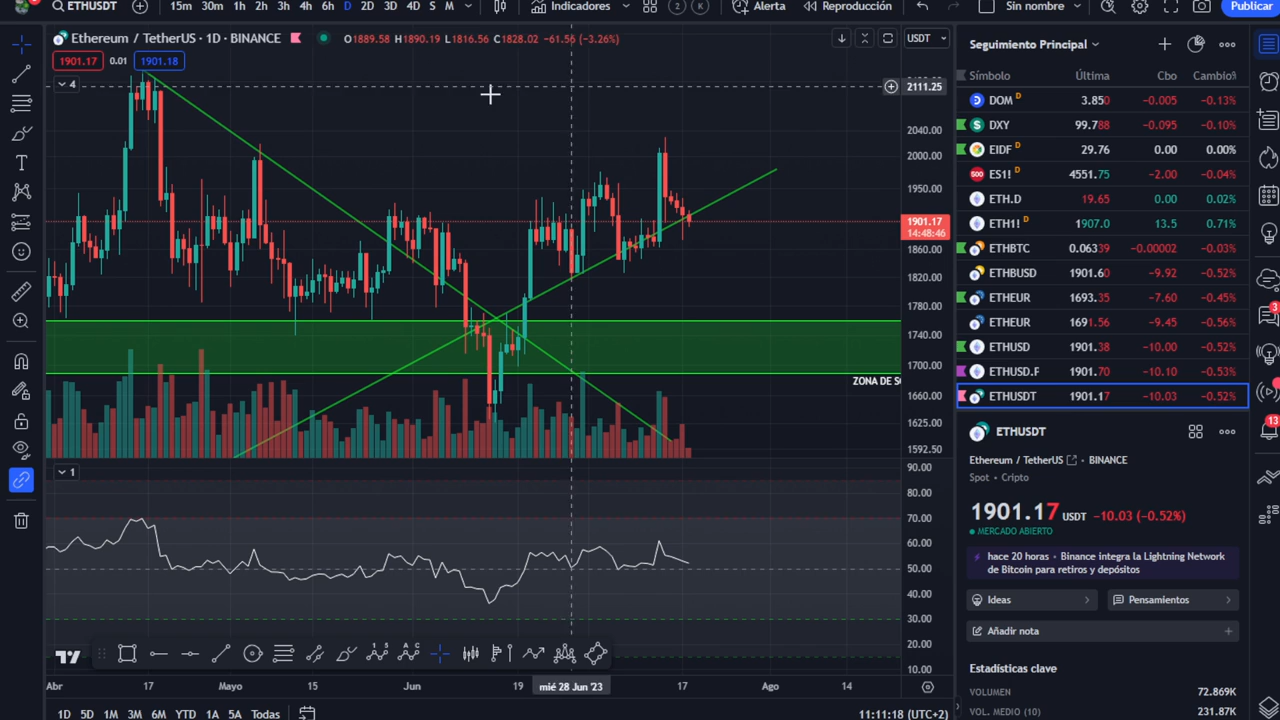 ETHUSDT 15m 30m 1h 2h 3h 4h 6h D 2D 3D 4D S M Indicadores 2 K Alerta Reproducción Sin nombre Publicar
Ethereum / TetherUS · 1D · BINANCE O1889.58 H1890.19 L1816.56 C1828.02 −61.56 (−3.26%) USDT
1901.17 0.01 1901.18
4
2111.25
2040.00
2000.00
1950.00
1901.17
14:48:46
1860.00
1820.00
1780.00
1740.00
1700.00
ZONA DE S
1660.00
1625.00
1592.50
1
90.00
80.00
70.00
60.00
50.00
40.00
30.00
20.00
10.00
Abr 17 Mayo 15 Jun 19 mié 28 Jun '23 17 Ago 14
1D 5D 1M 3M 6M YTD 1A 5A Todas 11:11:18 (UTC+2)
Seguimiento Principal
Símbolo Última Cbo Cambio%
DOM D 3.850 −0.005 −0.13%
DXY 99.788 −0.095 −0.10%
EIDF D 29.76 0.00 0.00%
500 ES1! D 4551.75 −2.00 −0.04%
ETH.D 19.65 0.00 0.02%
ETH1! D 1907.0 13.5 0.71%
ETHBTC 0.06339 −0.00002 −0.03%
ETHBUSD 1901.60 −9.92 −0.52%
ETHEUR 1693.35 −7.60 −0.45%
ETHEUR 1691.56 −9.45 −0.56%
ETHUSD 1901.38 −10.00 −0.52%
ETHUSD.F 1901.70 −10.10 −0.53%
ETHUSDT 1901.17 −10.03 −0.52%
ETHUSDT
Ethereum / TetherUS · BINANCE
Spot · Cripto
1901.17 USDT −10.03 (−0.52%)
MERCADO ABIERTO
hace 20 horas · Binance integra la Lightning Network
de Bitcoin para retiros y depósitos
Ideas Pensamientos
Añadir nota
Estadísticas clave
VOLUMEN 72.869K
VOL. MEDIO (10) 231.87K
3
13